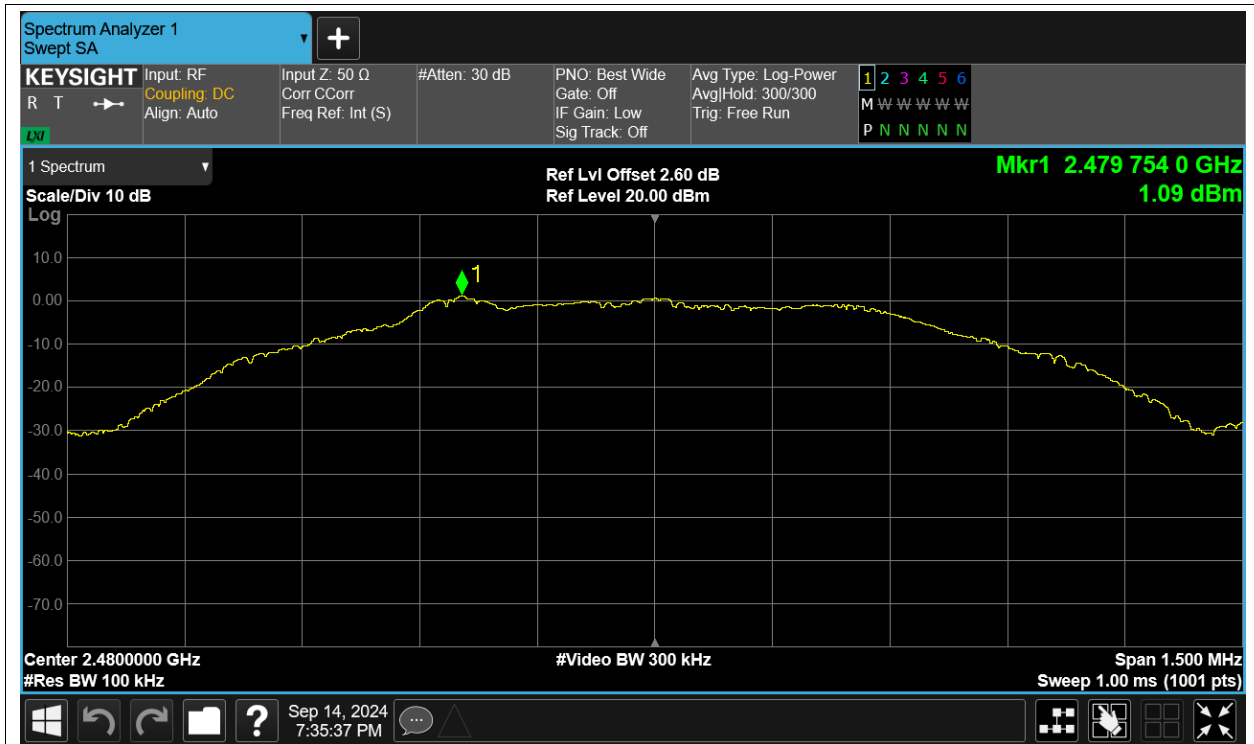 Spectrum Analyzer 1
Swept SA
KEYSIGHT
R T
LXI
Input: RF
Coupling: DC
Align: Auto
Input Z: 50 Ω
Corr CCorr
Freq Ref: Int (S)
#Atten: 30 dB
PNO: Best Wide
Gate: Off
IF Gain: Low
Sig Track: Off
Avg Type: Log-Power
Avg|Hold: 300/300
Trig: Free Run
1 2 3 4 5 6
M W W W W W
P N N N N N
1 Spectrum
Scale/Div 10 dB
Ref Lvl Offset 2.60 dB
Ref Level 20.00 dBm
Mkr1 2.479 754 0 GHz
1.09 dBm
Log
10.0
0.00
-10.0
-20.0
-30.0
-40.0
-50.0
-60.0
-70.0
1
Center 2.4800000 GHz
#Res BW 100 kHz
#Video BW 300 kHz
Span 1.500 MHz
Sweep 1.00 ms (1001 pts)
?
Sep 14, 2024
7:35:37 PM